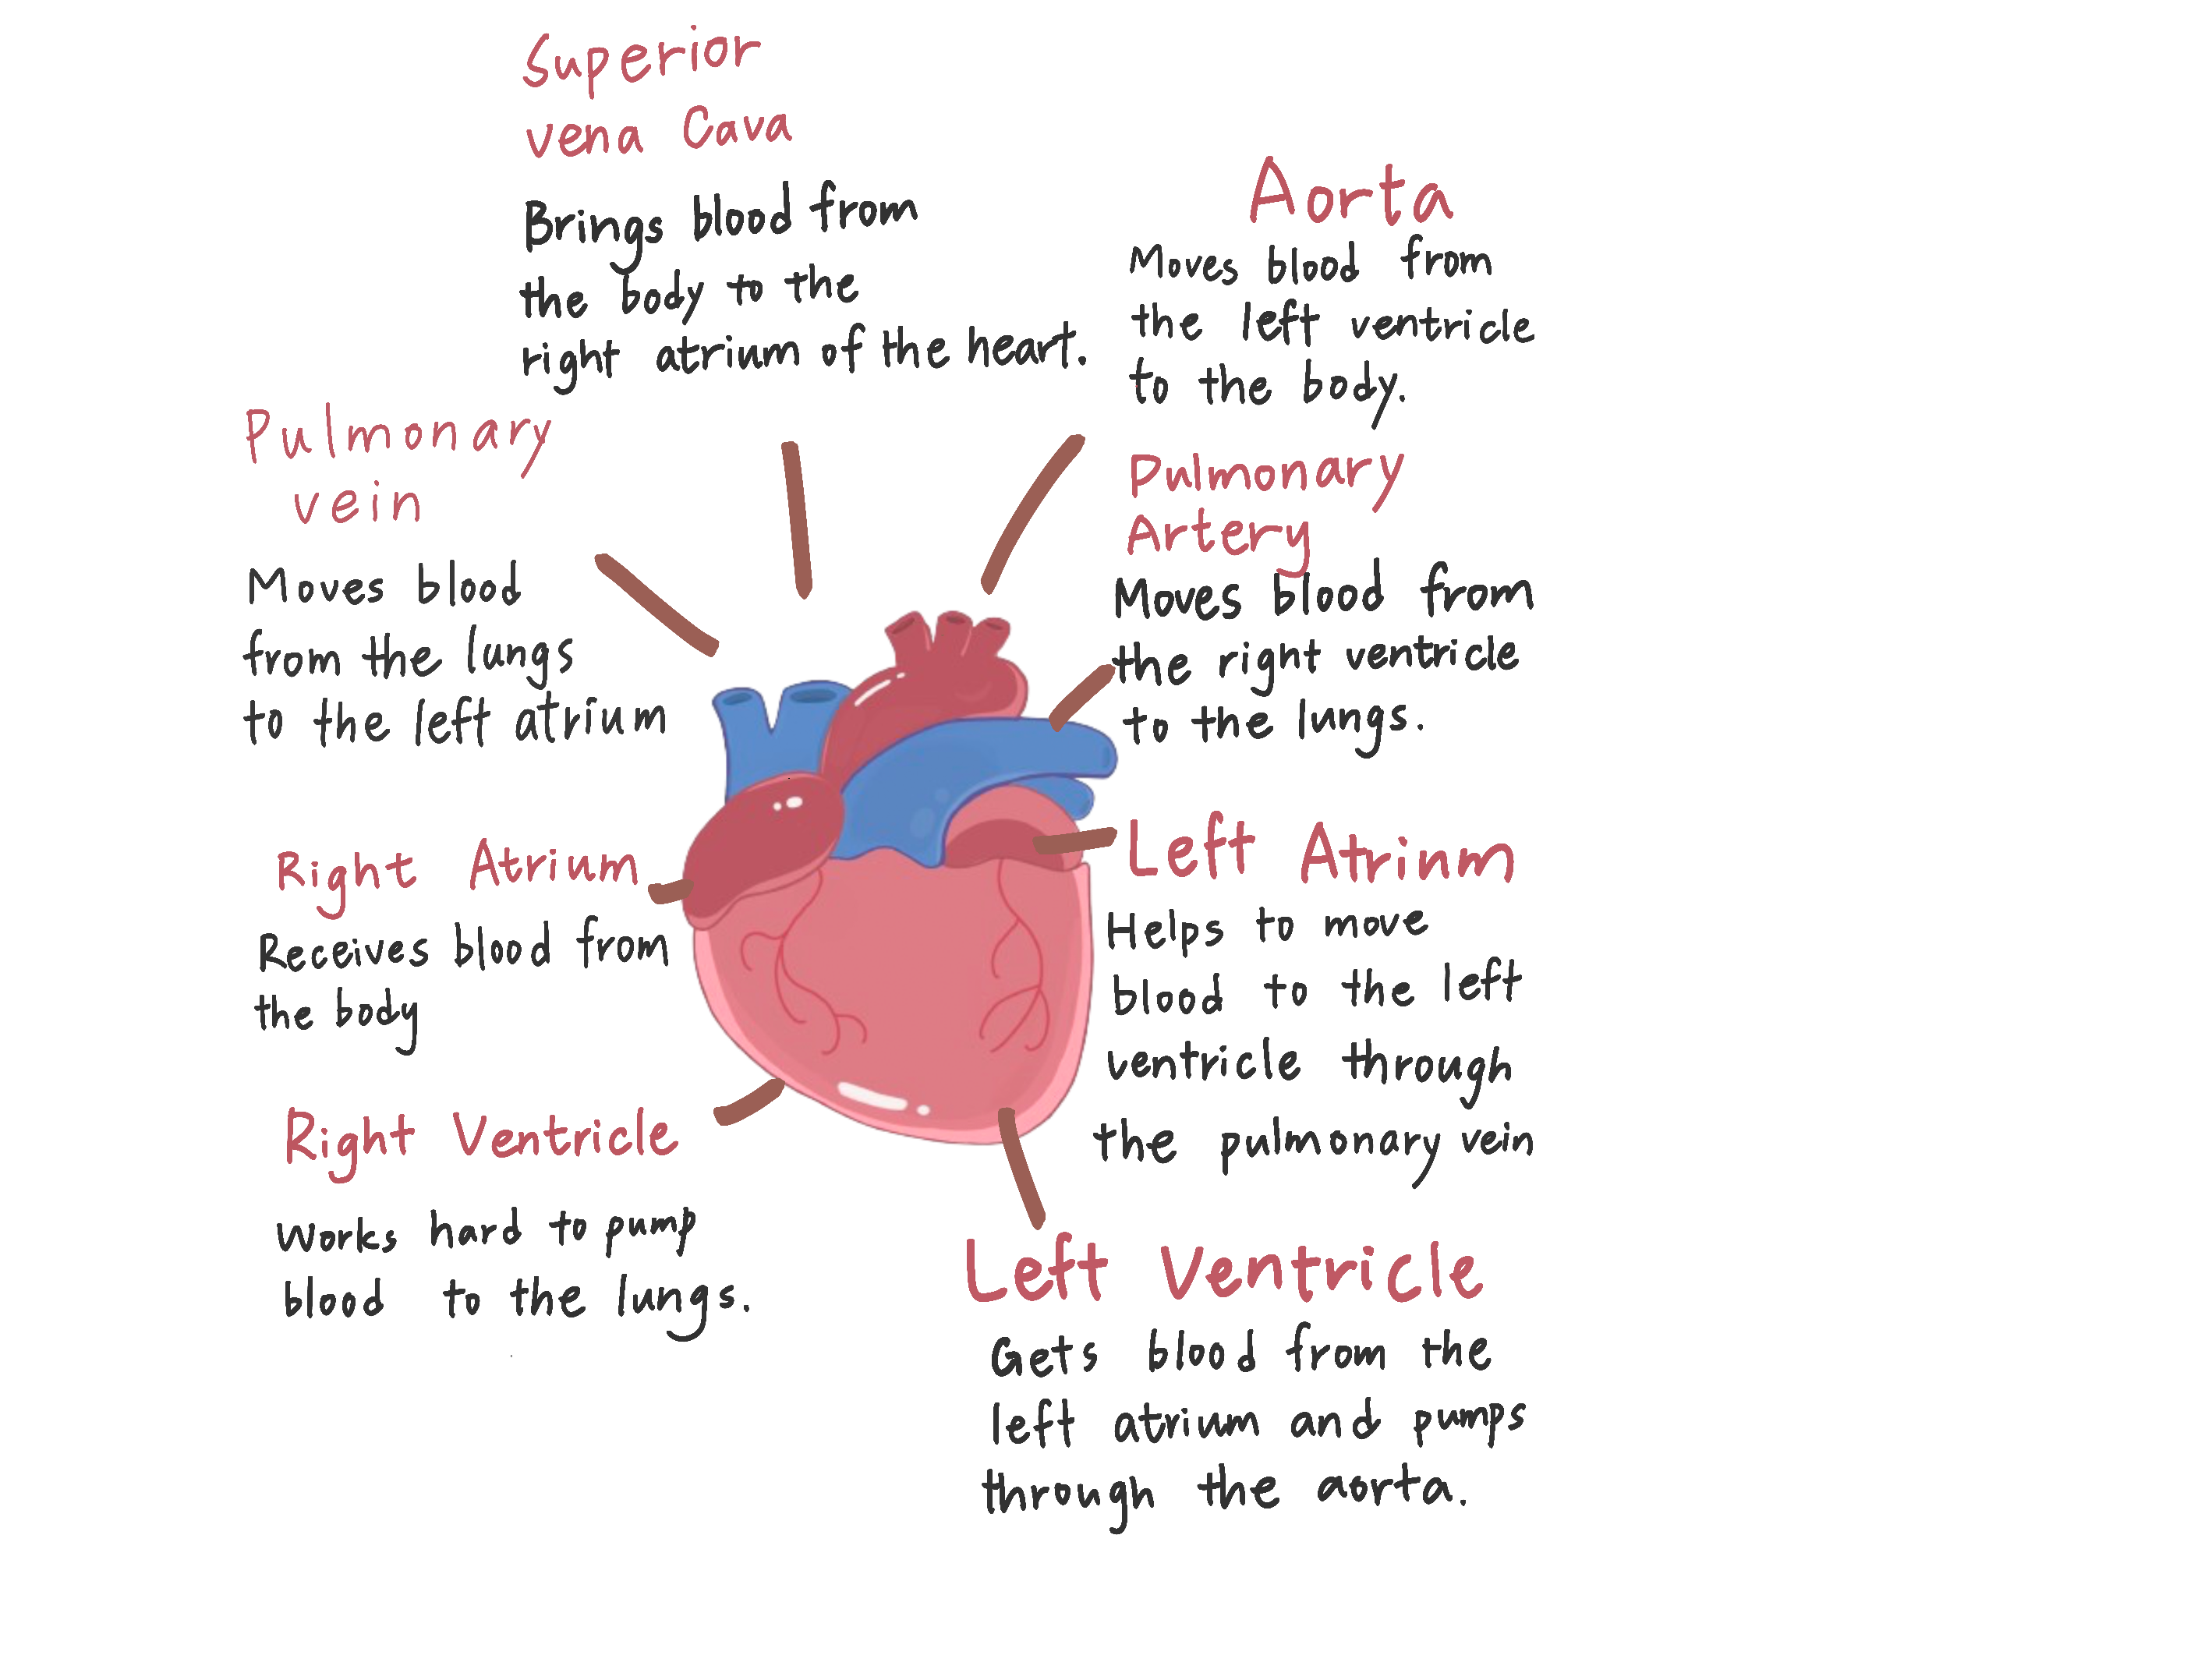 Superior
vena Cava
Brings blood from
the body to the
right atrium of the heart.
Aorta
Moves blood from
the left ventricle
to the body.
Pulmonary
vein
Moves blood
from the lungs
to the left atrium
Pulmonary
Artery
Moves blood from
the right ventricle
to the lungs.
Right Atrium
Receives blood from
the body
Left Atrinm
Helps to move
blood to the left
ventricle through
the pulmonary vein
Right Ventricle
Works hard to pump
blood to the lungs.
Left Ventricle
Gets blood from the
left atrium and pumps
through the aorta.